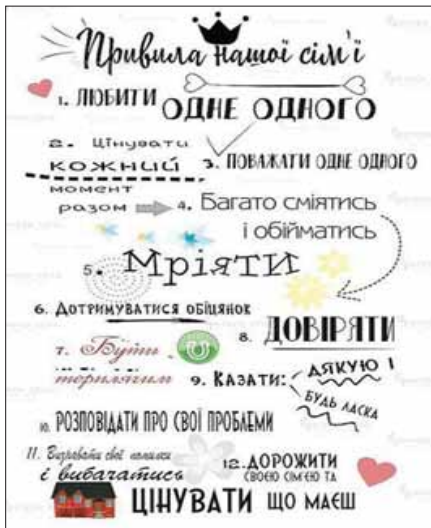 Правила нашої сім'ї
1. ЛЮБИТИ ОДНЕ ОДНОГО
2. Цінувати
кожний
момент
разом
3. ПОВАЖАТИ ОДНЕ ОДНОГО
4. Багато сміятись
і обійматись
5. Мріяти
6. Дотримуватися обіцянок
7. Бути
терплячим
8. ДОВІРЯТИ
9. Казати: ДЯКУЮ І
БУДЬ ЛАСКА
10. РОЗПОВІДАТИ ПРО СВОЇ ПРОБЛЕМИ
11. Визнавати свої помилки
і вибачатись
12. ДОРОЖИТИ
СВОЄЮ СІМ'ЄЮ ТА
ЦІНУВАТИ ЩО МАЄШ